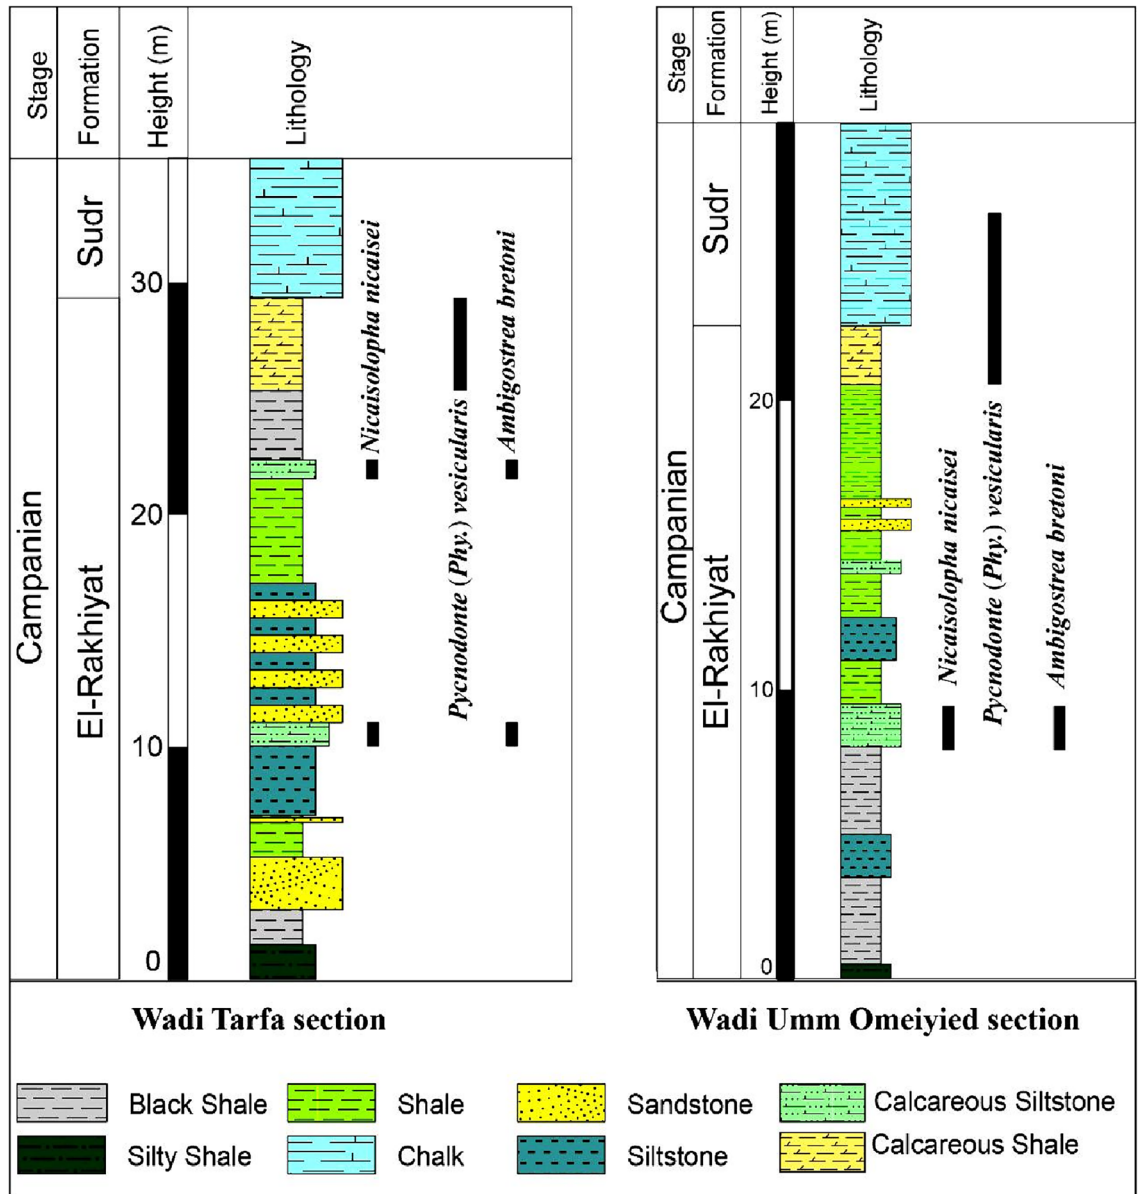 Stage
Formation
Height (m)
Lithology
Campanian
Sudr
El-Rakhiyat
30
20
10
0
Nicaisolopha nicaisei
Pycnodonte (Phy.) vesicularis
Ambigostrea bretoni
Stage
Formation
Height (m)
Lithology
Campanian
Sudr
El-Rakhiyat
20
10
0
Nicaisolopha nicaisei
Pycnodonte (Phy.) vesicularis
Ambigostrea bretoni
Wadi Tarfa section
Wadi Umm Omeiyied section
Black Shale
Shale
Sandstone
Calcareous Siltstone
Silty Shale
Chalk
Siltstone
Calcareous Shale